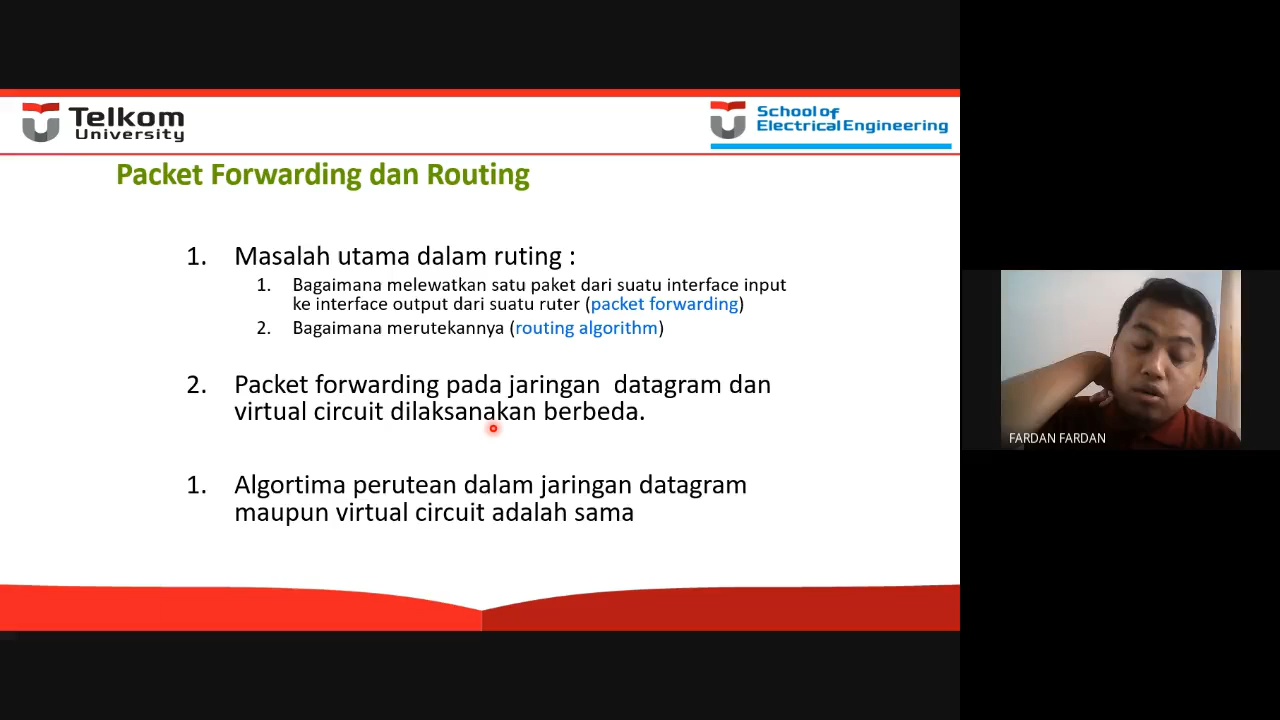 Telkom
University
School of
Electrical Engineering
Packet Forwarding dan Routing
1. Masalah utama dalam ruting :
1. Bagaimana melewatkan satu paket dari suatu interface input
ke interface output dari suatu ruter (packet forwarding)
2. Bagaimana merutekannya (routing algorithm)
2. Packet forwarding pada jaringan datagram dan
virtual circuit dilaksanakan berbeda.
1. Algortima perutean dalam jaringan datagram
maupun virtual circuit adalah sama
FARDAN FARDAN